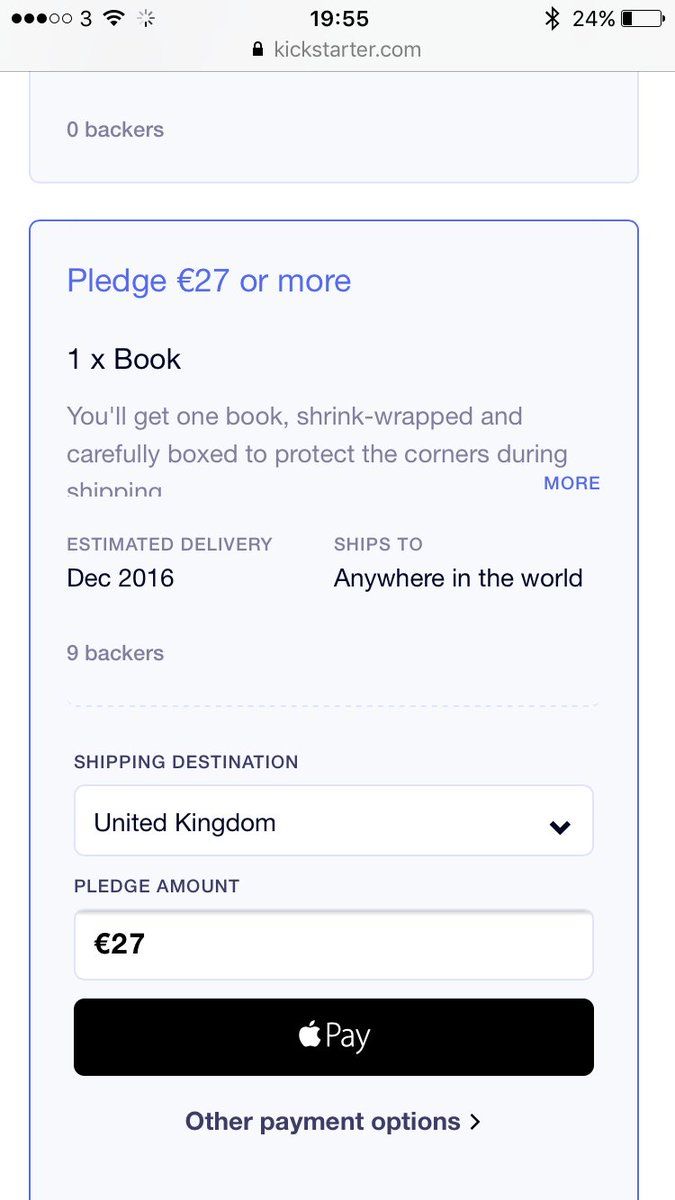 3 19:55 24%
kickstarter.com
0 backers
Pledge €27 or more
1 x Book
You'll get one book, shrink-wrapped and
carefully boxed to protect the corners during
shipping
MORE
ESTIMATED DELIVERY SHIPS TO
Dec 2016 Anywhere in the world
9 backers
SHIPPING DESTINATION
United Kingdom
PLEDGE AMOUNT
€27
Pay
Other payment options >